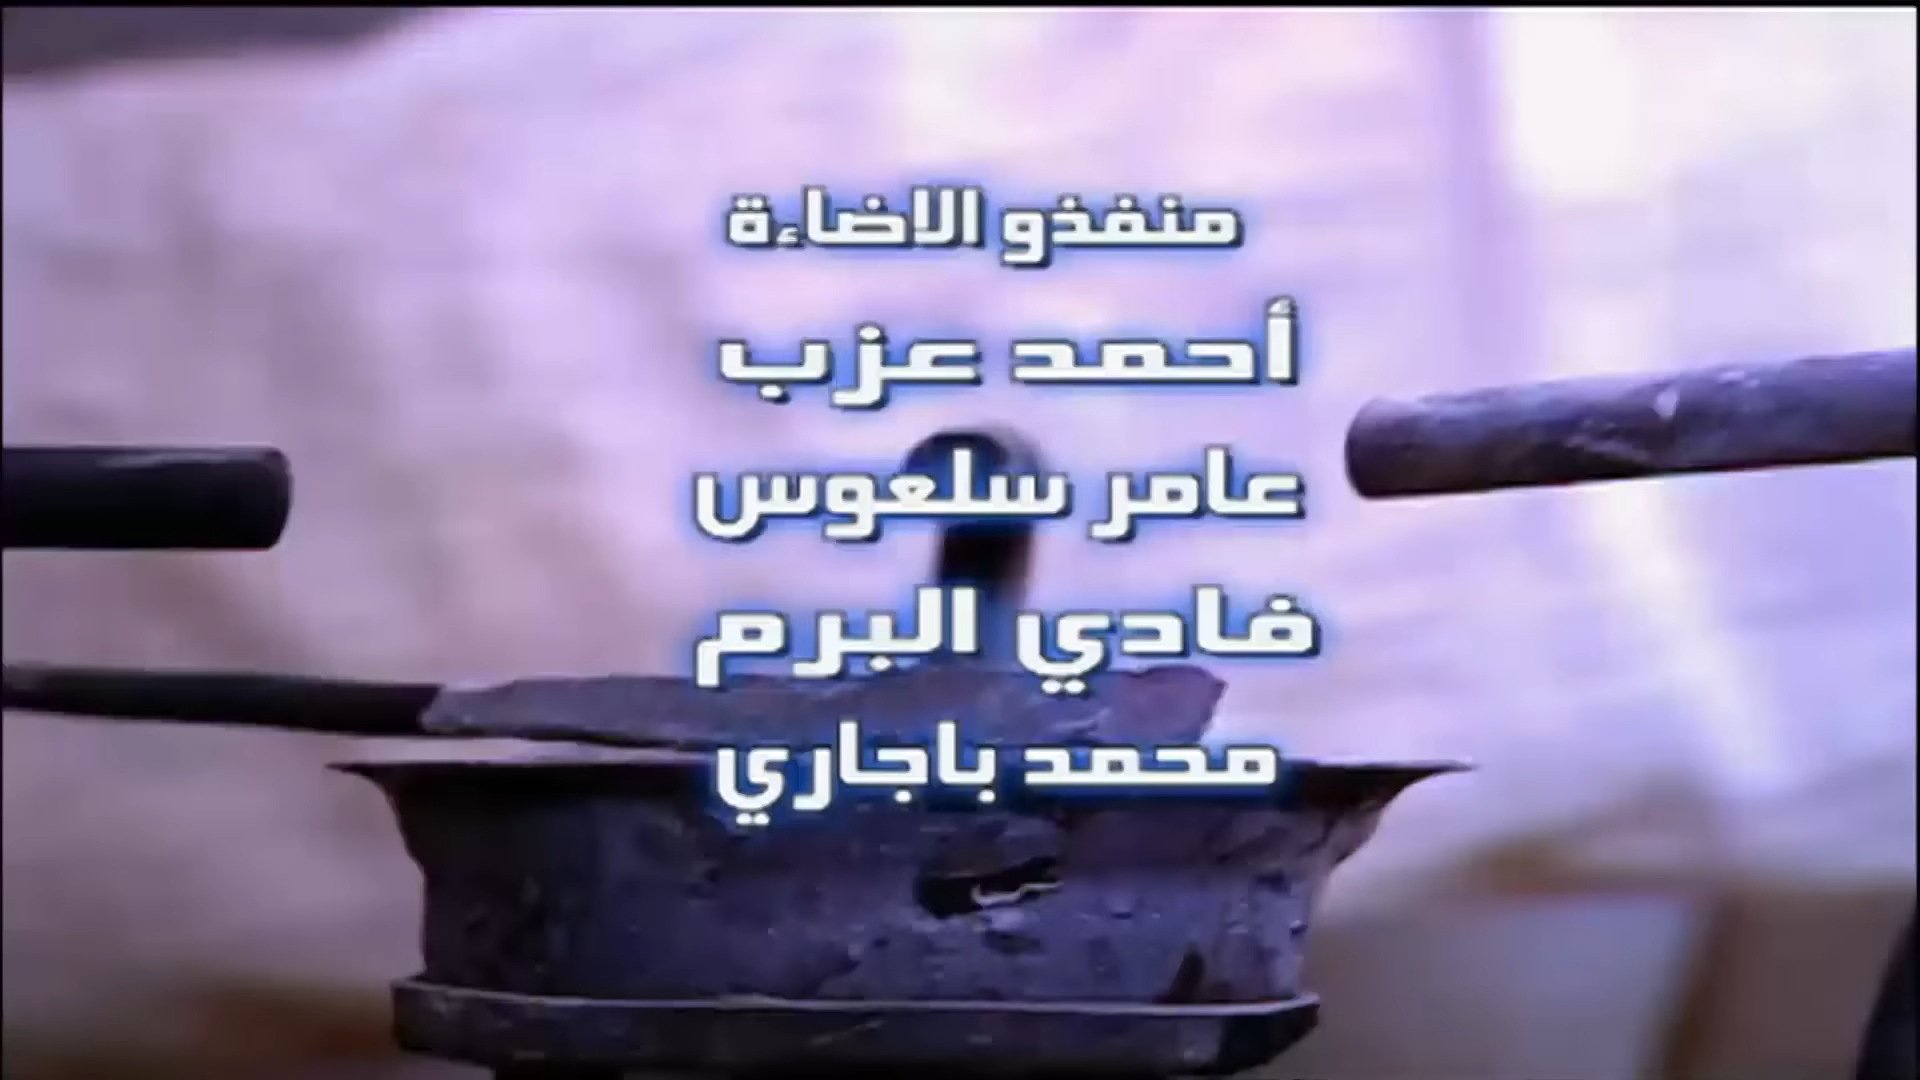 منفذو الاضاءة
أحمد عزب
عامر سلعوس
فادي البرم
محمد باجاري